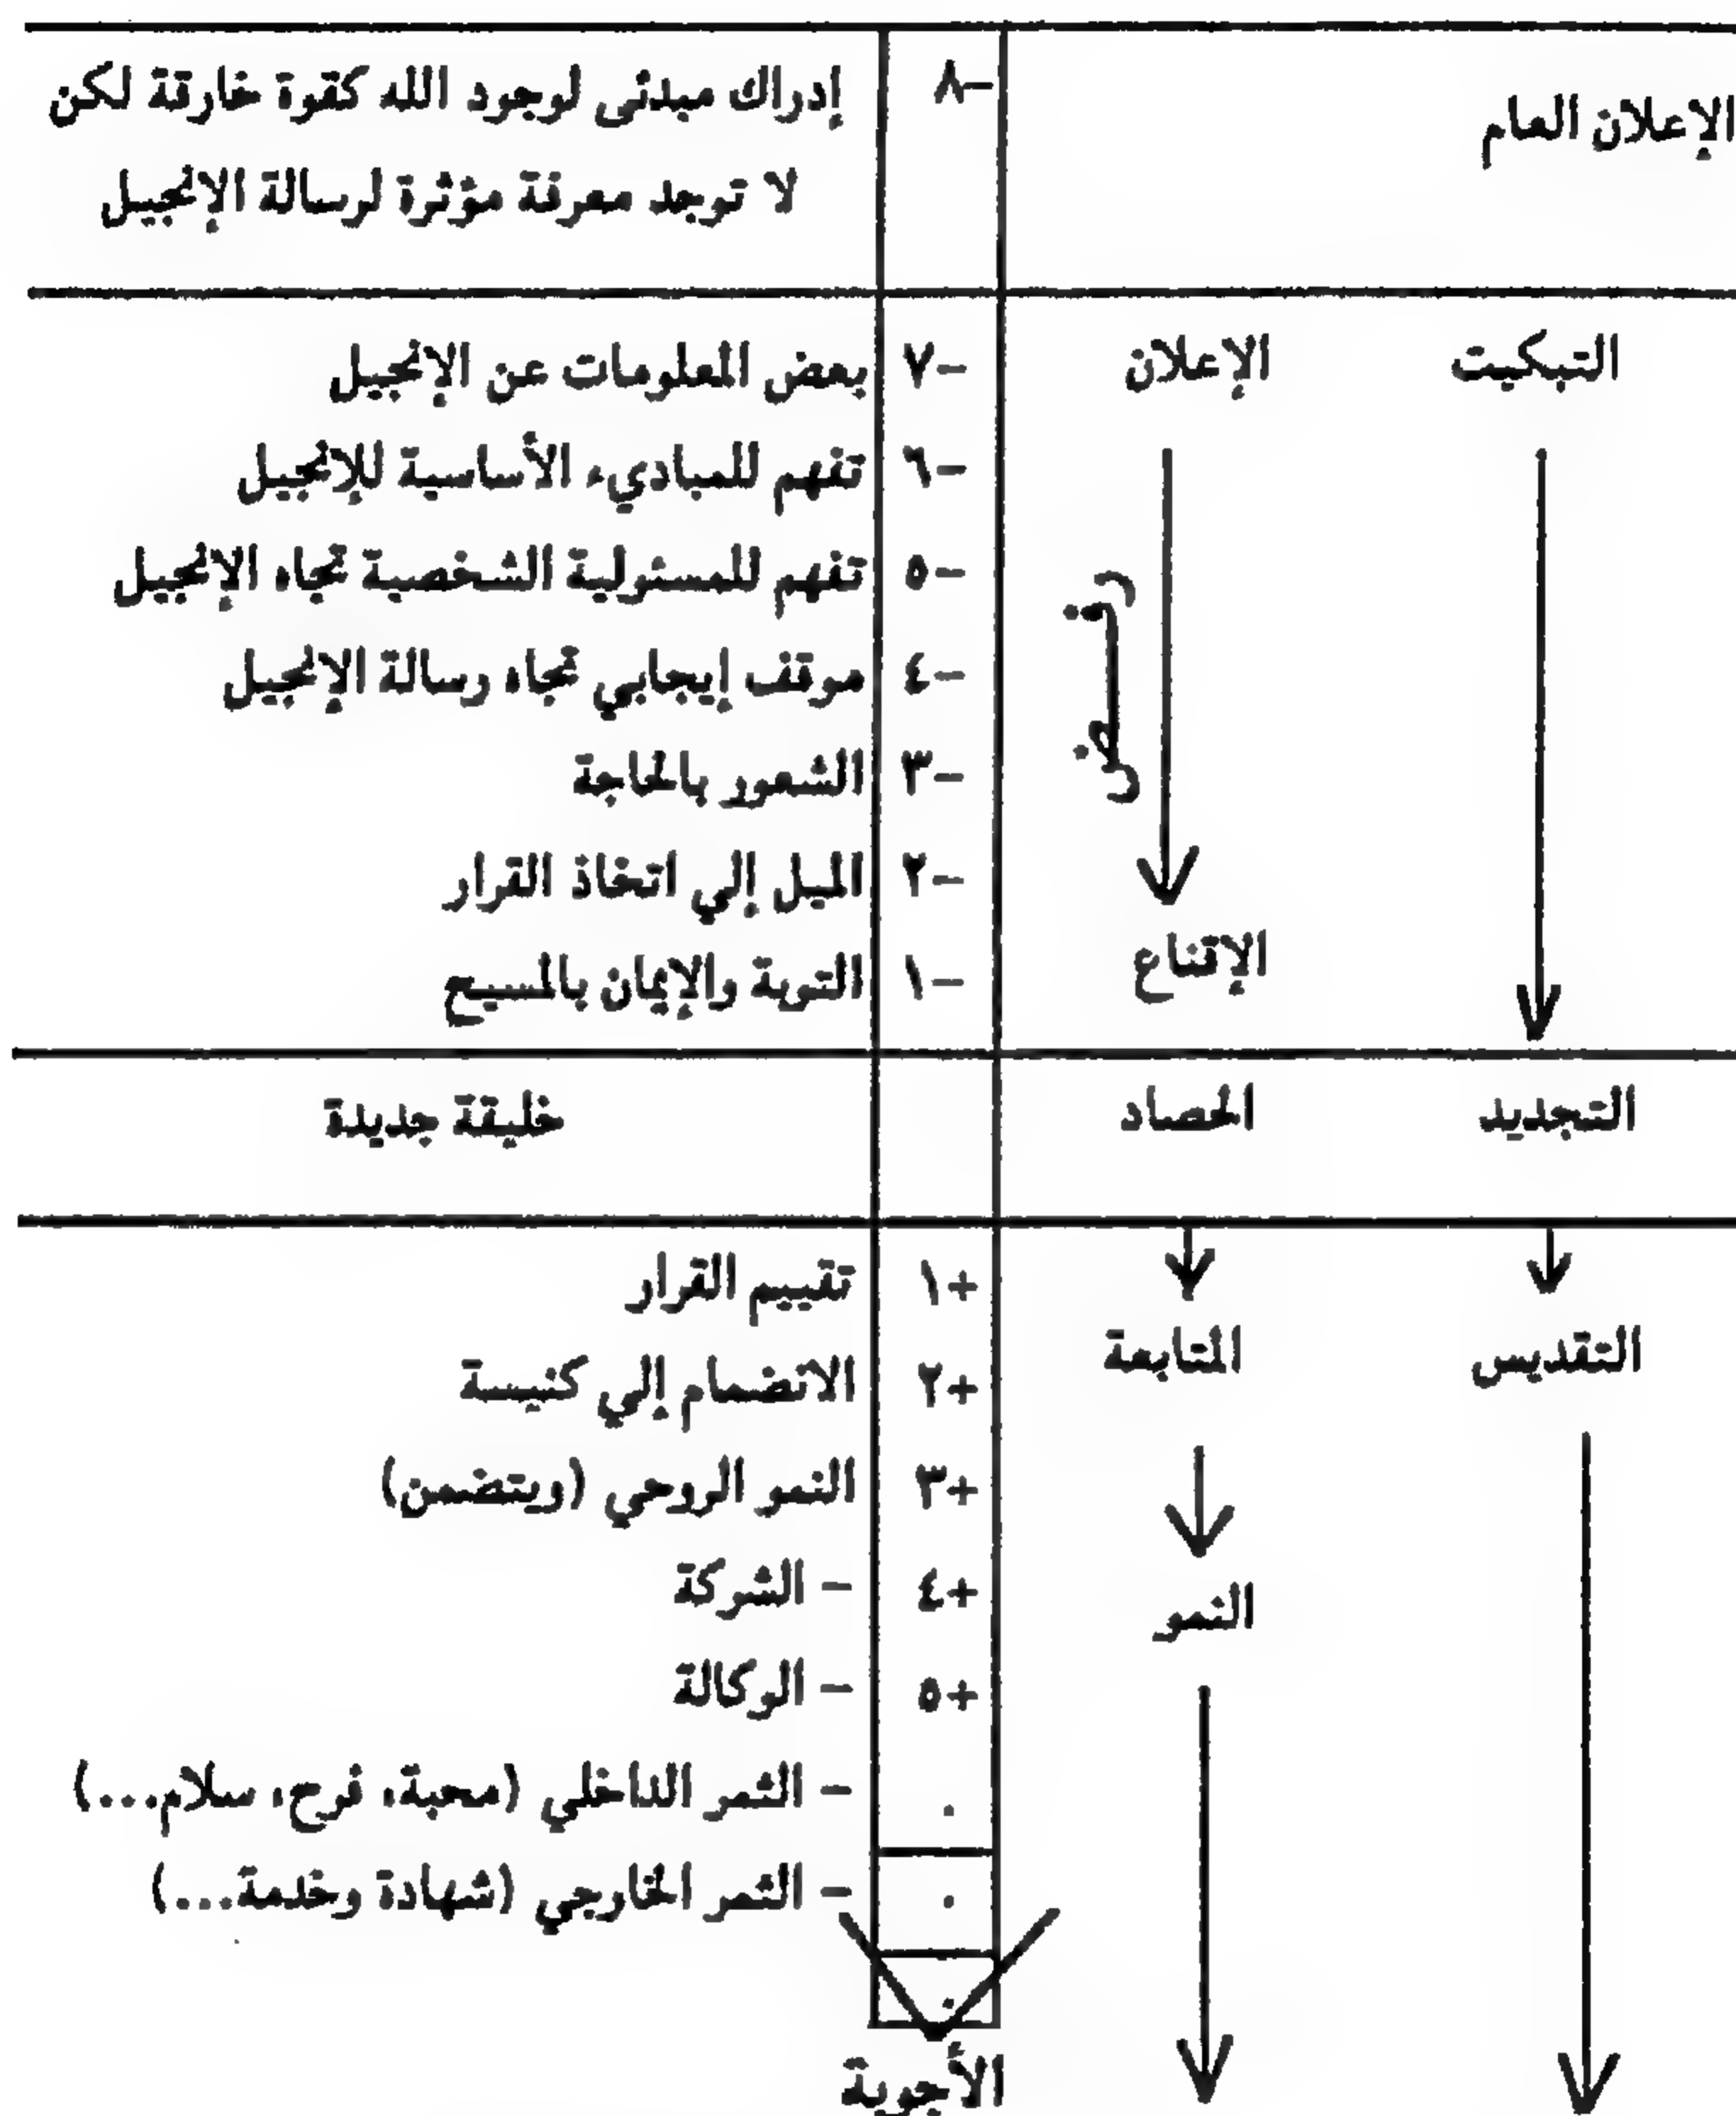 الإعلان العام -٨ إدراك مبدئى لوجود الله كقوة خارقة لكن
لا توجد معرفة مؤثرة لرسالة الإنجيل
التبكيت الإعلان -٧ بعض المعلومات عن الإنجيل
-٦ تفهم للمباديء الأساسية للإنجيل
رفض -٥ تفهم للمسئولية الشخصية تجاه الإنجيل
-٤ موقف إيجابي تجاه رسالة الإنجيل
-٣ الشعور بالحاجة
-٢ الميل إلي اتخاذ القرار
الإقناع -١ التوبة والإيمان بالمسيح
التجديد الحصاد خليقة جديدة
+١ تقييم القرار
التقديس المتابعة
+٢ الانضمام إلي كنيسة
+٣ النمو الروحي (ويتضمن)
النمو +٤ - الشركة
+٥ - الوكالة
. - الثمر الداخلي (محبة، فرح، سلام...)
. - الثمر الخارجي (شهادة وخدمة...)
.
الأجوبة